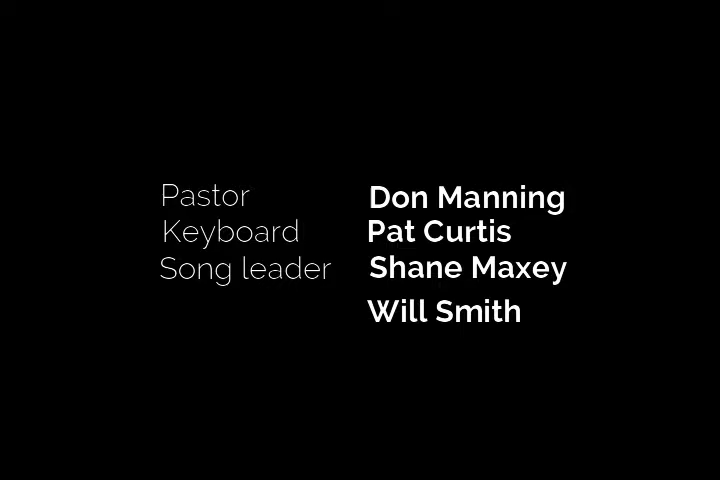 Pastor Don Manning
Keyboard Pat Curtis
Song leader Shane Maxey
Will Smith